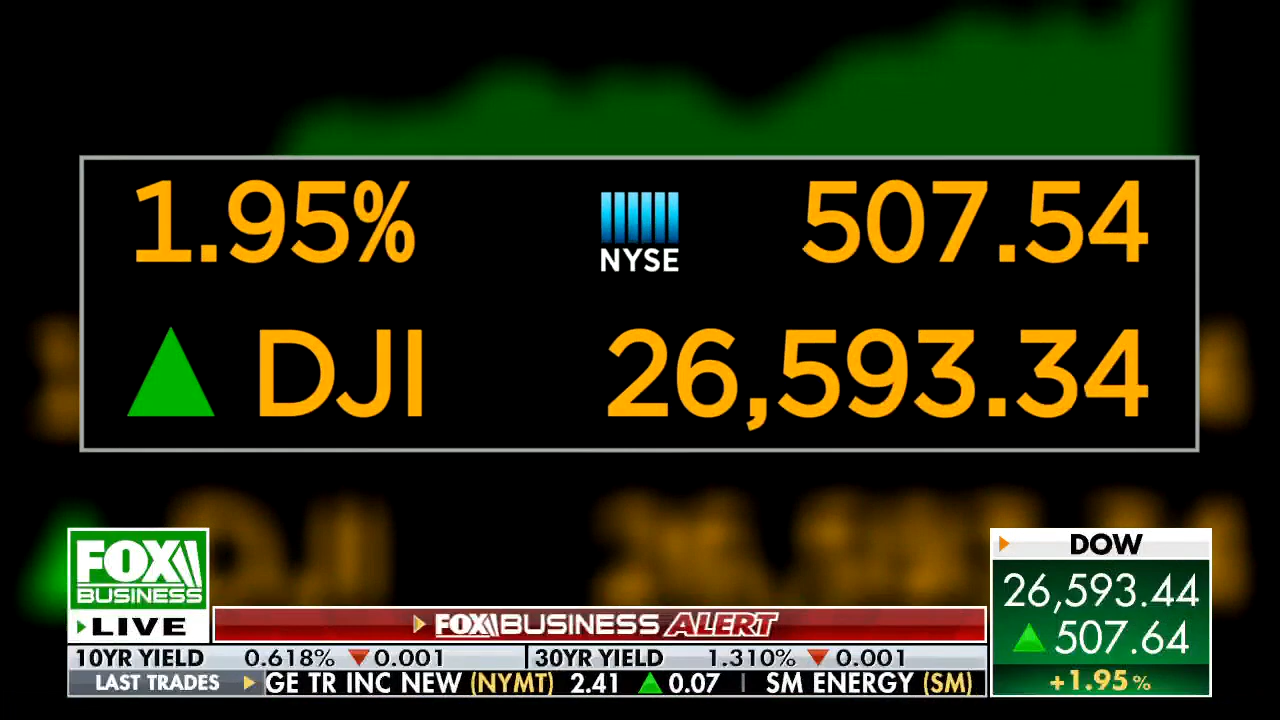 1.95% NYSE 507.54
▲ DJI 26,593.34
FOX BUSINESS
LIVE
FOX BUSINESS ALERT
DOW
26,593.44
▲ 507.64
+1.95%
10YR YIELD 0.618% ▼ 0.001 30YR YIELD 1.310% ▼ 0.001
LAST TRADES GE TR INC NEW (NYMT) 2.41 ▲ 0.07 | SM ENERGY (SM)